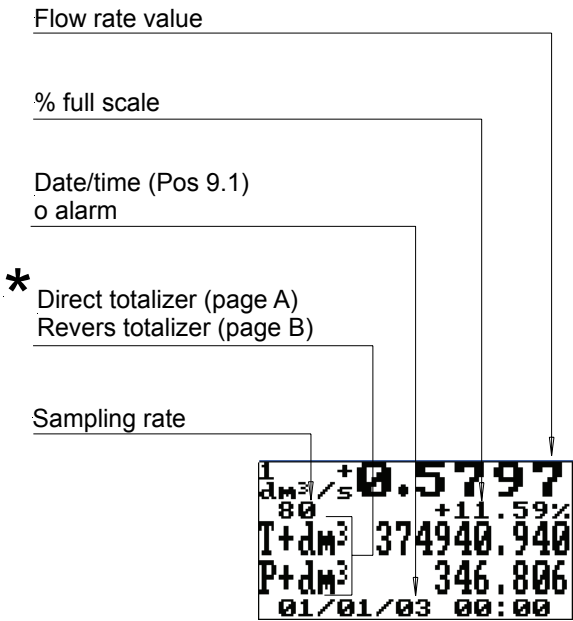 Flow rate value
% full scale
Date/time (Pos 9.1)
o alarm
*
Direct totalizer (page A)
Revers totalizer (page B)
Sampling rate
1 +0.5797
dm³/s
80 +11.59%
T+dm³ 374940.940
P+dm³ 346.806
01/01/03 00:00